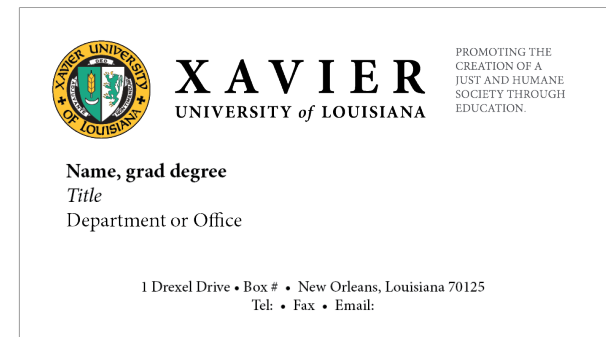 XAVIER UNIVERSITY
OF LOUISIANA
XAVIER
UNIVERSITY of LOUISIANA
PROMOTING THE
CREATION OF A
JUST AND HUMANE
SOCIETY THROUGH
EDUCATION.
Name, grad degree
Title
Department or Office
1 Drexel Drive • Box # • New Orleans, Louisiana 70125
Tel: • Fax • Email: